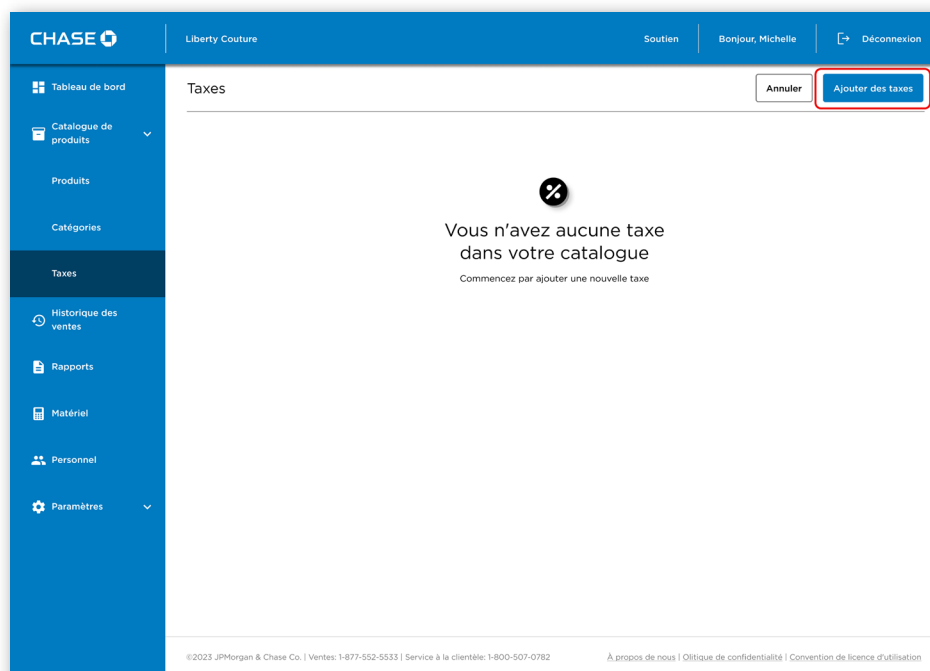 CHASE
Liberty Couture
Soutien
Bonjour, Michelle
Déconnexion
Tableau de bord
Catalogue de
produits
Produits
Catégories
Taxes
Historique des
ventes
Rapports
Matériel
Personnel
Paramètres
Taxes
Annuler
Ajouter des taxes
Vous n'avez aucune taxe
dans votre catalogue
Commencez par ajouter une nouvelle taxe
©2023 JPMorgan & Chase Co. | Ventes: 1-877-552-5533 | Service à la clientèle: 1-800-507-0782
À propos de nous | Olitique de confidentialité | Convention de licence d'utilisation